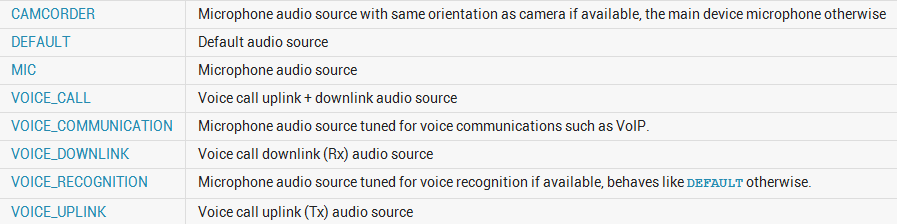 CAMCORDER Microphone audio source with same orientation as camera if available, the main device microphone otherwise
DEFAULT Default audio source
MIC Microphone audio source
VOICE_CALL Voice call uplink + downlink audio source
VOICE_COMMUNICATION Microphone audio source tuned for voice communications such as VoIP.
VOICE_DOWNLINK Voice call downlink (Rx) audio source
VOICE_RECOGNITION Microphone audio source tuned for voice recognition if available, behaves like DEFAULT otherwise.
VOICE_UPLINK Voice call uplink (Tx) audio source